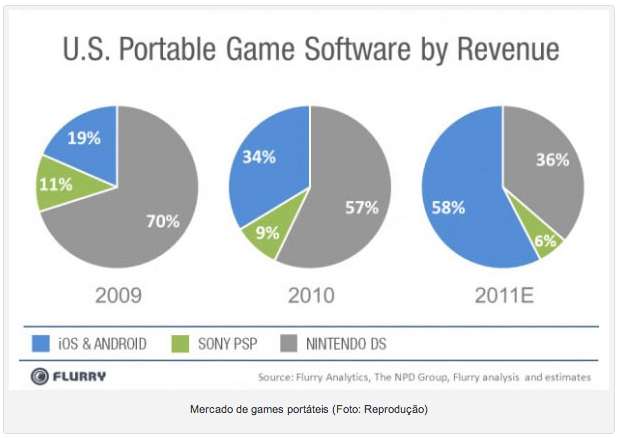 U.S. Portable Game Software by Revenue
19%
11%
70%
2009
34%
9%
57%
2010
36%
58%
6%
2011E
iOS & ANDROID
SONY PSP
NINTENDO DS
FLURRY
Source: Flurry Analytics, The NPD Group, Flurry analysis and estimates
Mercado de games portáteis (Foto: Reprodução)